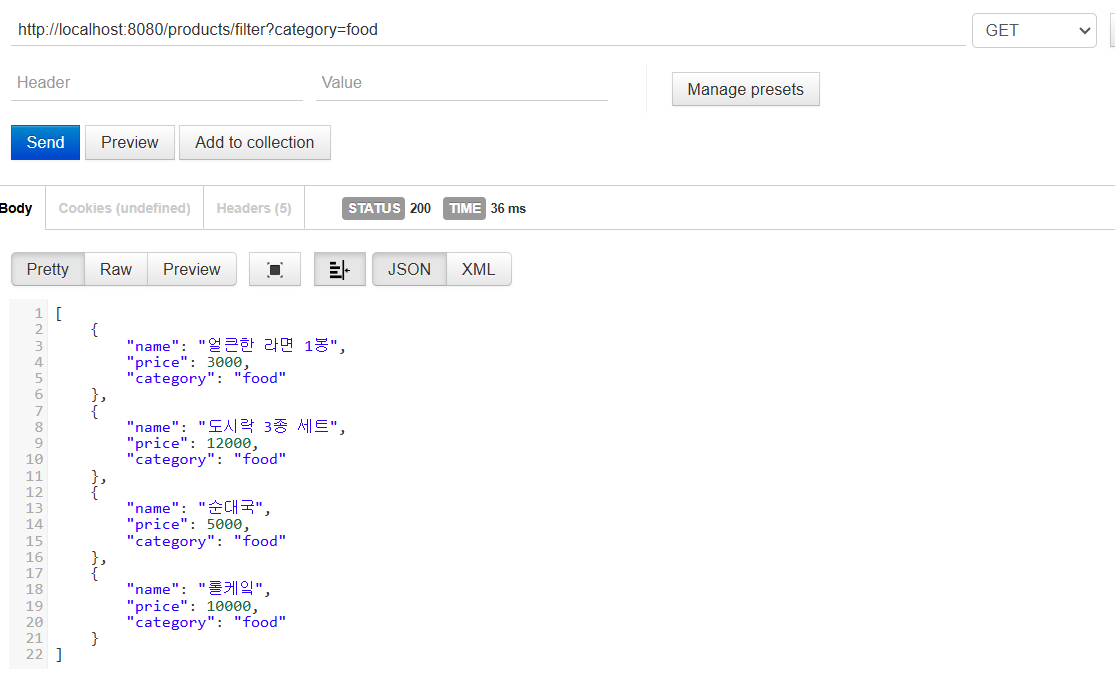 http://localhost:8080/products/filter?category=food
GET
Header
Value
Manage presets
Send
Preview
Add to collection
Body
Cookies (undefined)
Headers (5)
STATUS 200 TIME 36 ms
Pretty
Raw
Preview
JSON
XML
1 [
2 {
3 "name": "얼큰한 라면 1봉",
4 "price": 3000,
5 "category": "food"
6 },
7 {
8 "name": "도시락 3종 세트",
9 "price": 12000,
10 "category": "food"
11 },
12 {
13 "name": "순대국",
14 "price": 5000,
15 "category": "food"
16 },
17 {
18 "name": "롤케잌",
19 "price": 10000,
20 "category": "food"
21 }
22 ]